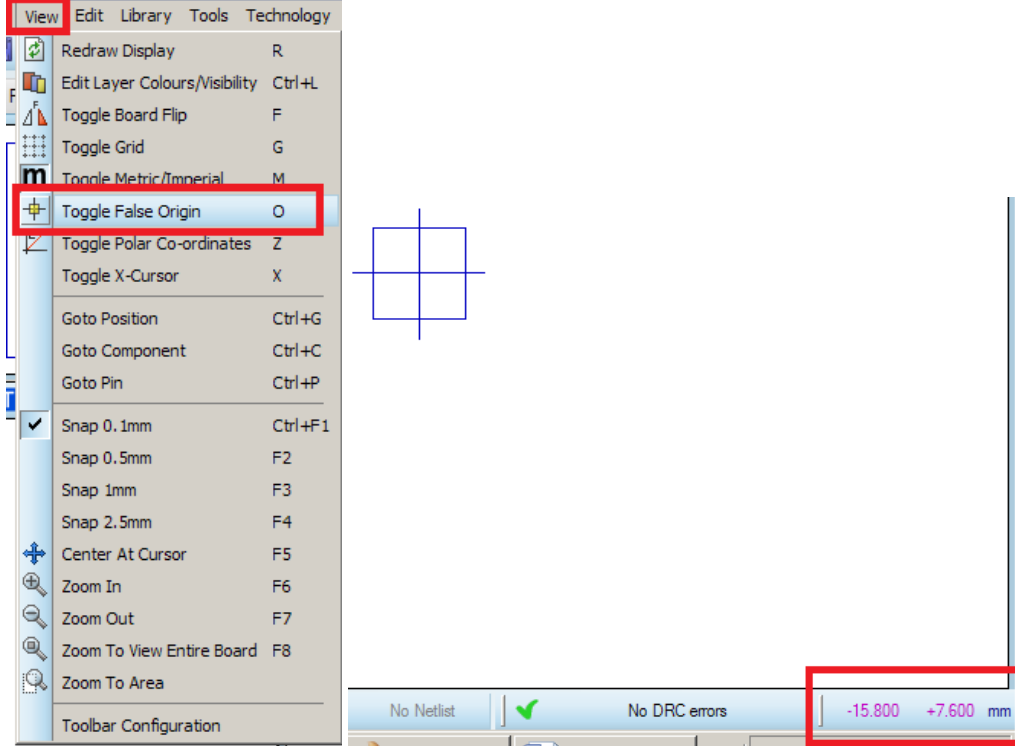 View Edit Library Tools Technology
Redraw Display R
Edit Layer Colours/Visibility Ctrl+L
Toggle Board Flip F
Toggle Grid G
Toggle Metric/Imperial M
Toggle False Origin O
Toggle Polar Co-ordinates Z
Toggle X-Cursor X
Goto Position Ctrl+G
Goto Component Ctrl+C
Goto Pin Ctrl+P
Snap 0.1mm Ctrl+F1
Snap 0.5mm F2
Snap 1mm F3
Snap 2.5mm F4
Center At Cursor F5
Zoom In F6
Zoom Out F7
Zoom To View Entire Board F8
Zoom To Area
Toolbar Configuration
No Netlist No DRC errors -15.800 +7.600 mm